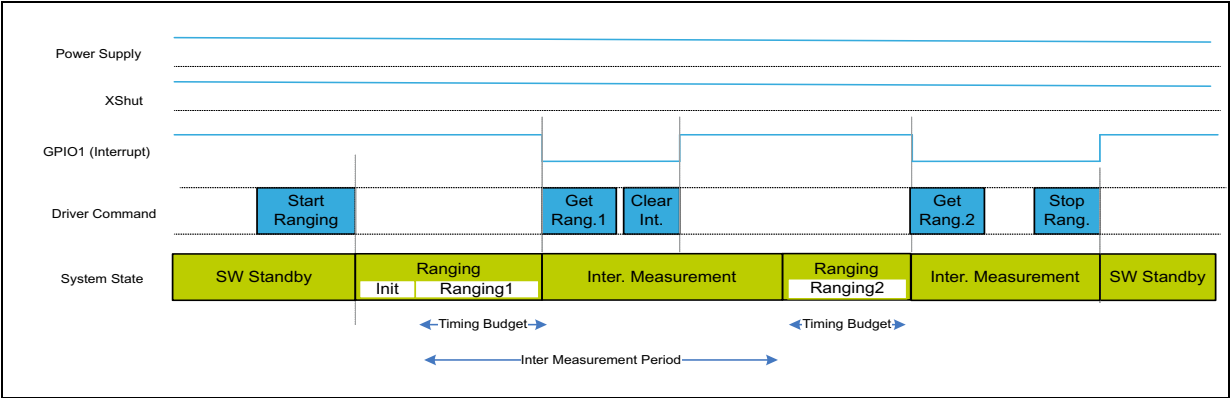 Power Supply
XShut
GPIO1 (Interrupt)
Driver Command
Start
Ranging
Get
Rang.1
Clear
Int.
Get
Rang.2
Stop
Rang.
System State
SW Standby
Ranging
Init
Ranging1
Inter. Measurement
Ranging
Ranging2
Inter. Measurement
SW Standby
Timing Budget
Timing Budget
Inter Measurement Period